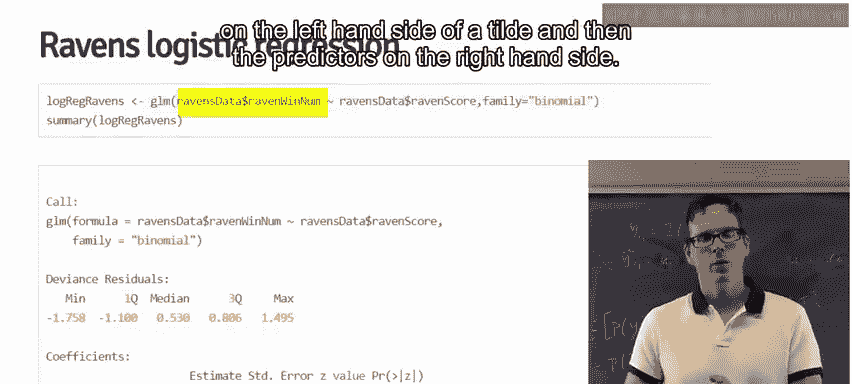 on the left hand side of a tilde and then
the predictors on the right hand side.
Ravens logistic regression
logRegRavens <- glm(ravensData$ravenWinNum ~ ravensData$ravenScore,family="binomial")
summary(logRegRavens)
Call:
glm(formula = ravensData$ravenWinNum ~ ravensData$ravenScore,
family = "binomial")
Deviance Residuals:
Min 1Q Median 3Q Max
-1.758 -1.100 0.530 0.806 1.495
Coefficients:
Estimate Std. Error z value Pr(>|z|)